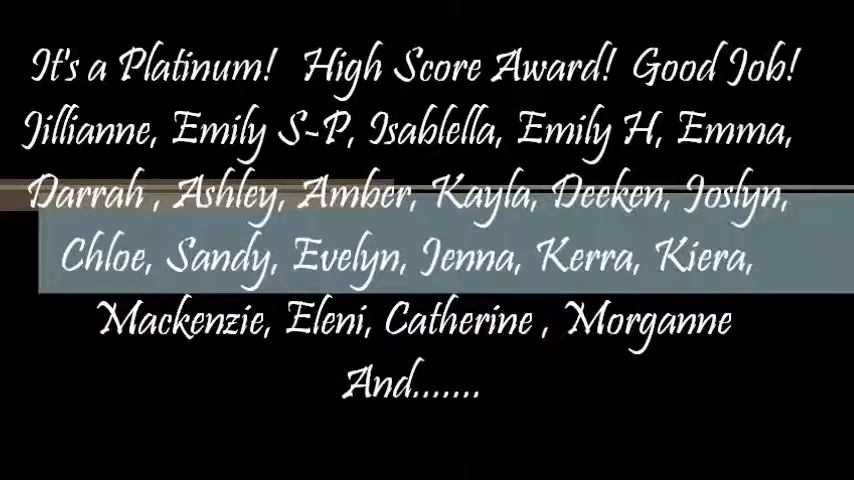 It's a Platinum! High Score Award! Good Job!
Jillianne, Emily S-P, Isablella, Emily H, Emma,
Darrah , Ashley, Amber, Kayla, Deeken, Joslyn,
Chloe, Sandy, Evelyn, Jenna, Kerra, Kiera,
Mackenzie, Eleni, Catherine , Morganne
And.......